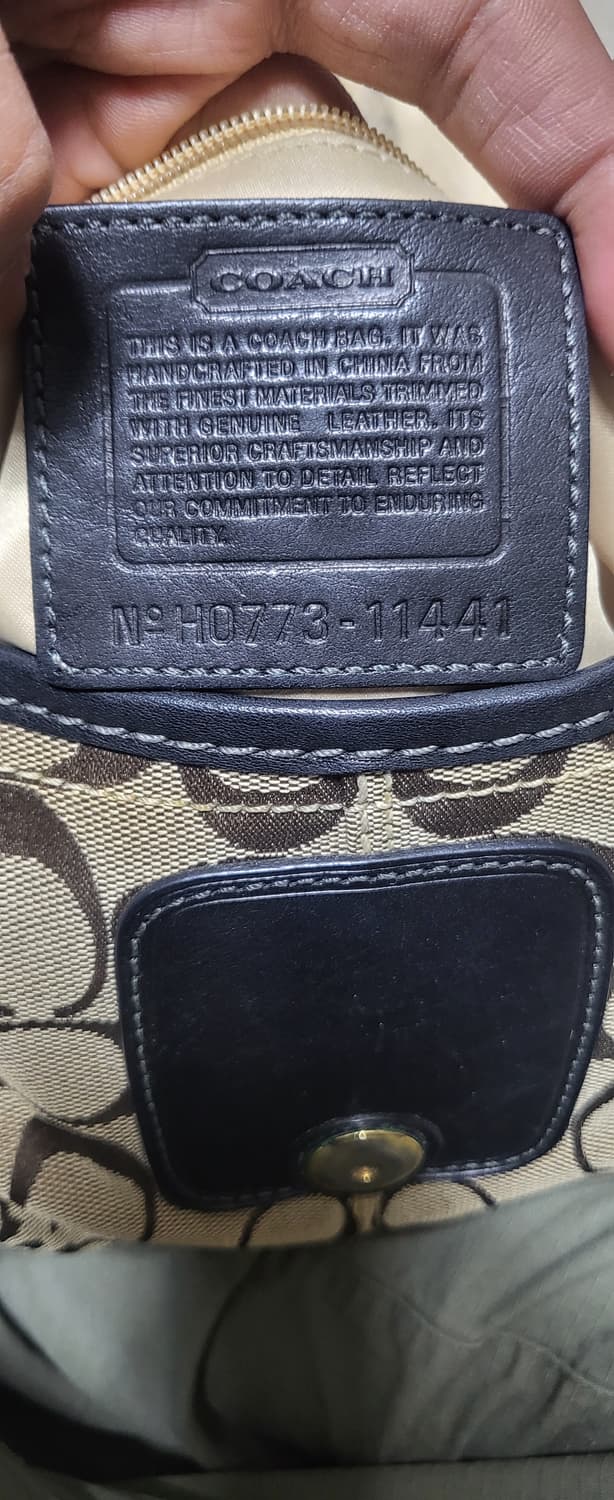 COACH
THIS IS A COACH BAG. IT WAS
HANDCRAFTED IN CHINA FROM
THE FINEST MATERIALS TRIMMED
WITH GENUINE LEATHER. ITS
SUPERIOR CRAFTSMANSHIP AND
ATTENTION TO DETAIL REFLECT
OUR COMMITMENT TO ENDURING
QUALITY.
Nº H0773-11441